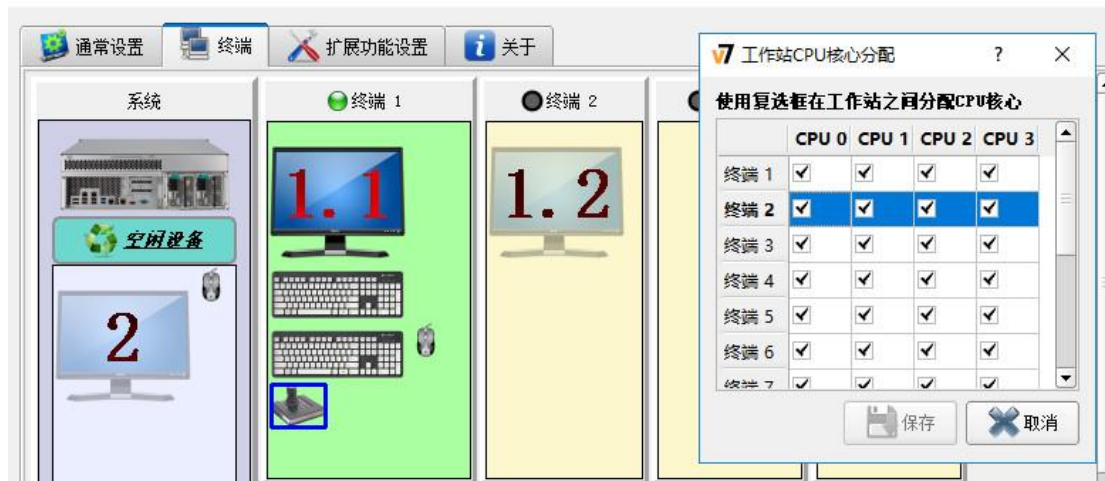 通常设置
终端
扩展功能设置
关于
系统
终端 1
终端 2
空闲设备
2
1.1
1.2
工作站CPU核心分配
?
使用复选框在工作站之间分配CPU核心
CPU 0 CPU 1 CPU 2 CPU 3
终端 1
终端 2
终端 3
终端 4
终端 5
终端 6
终端 7
保存
取消